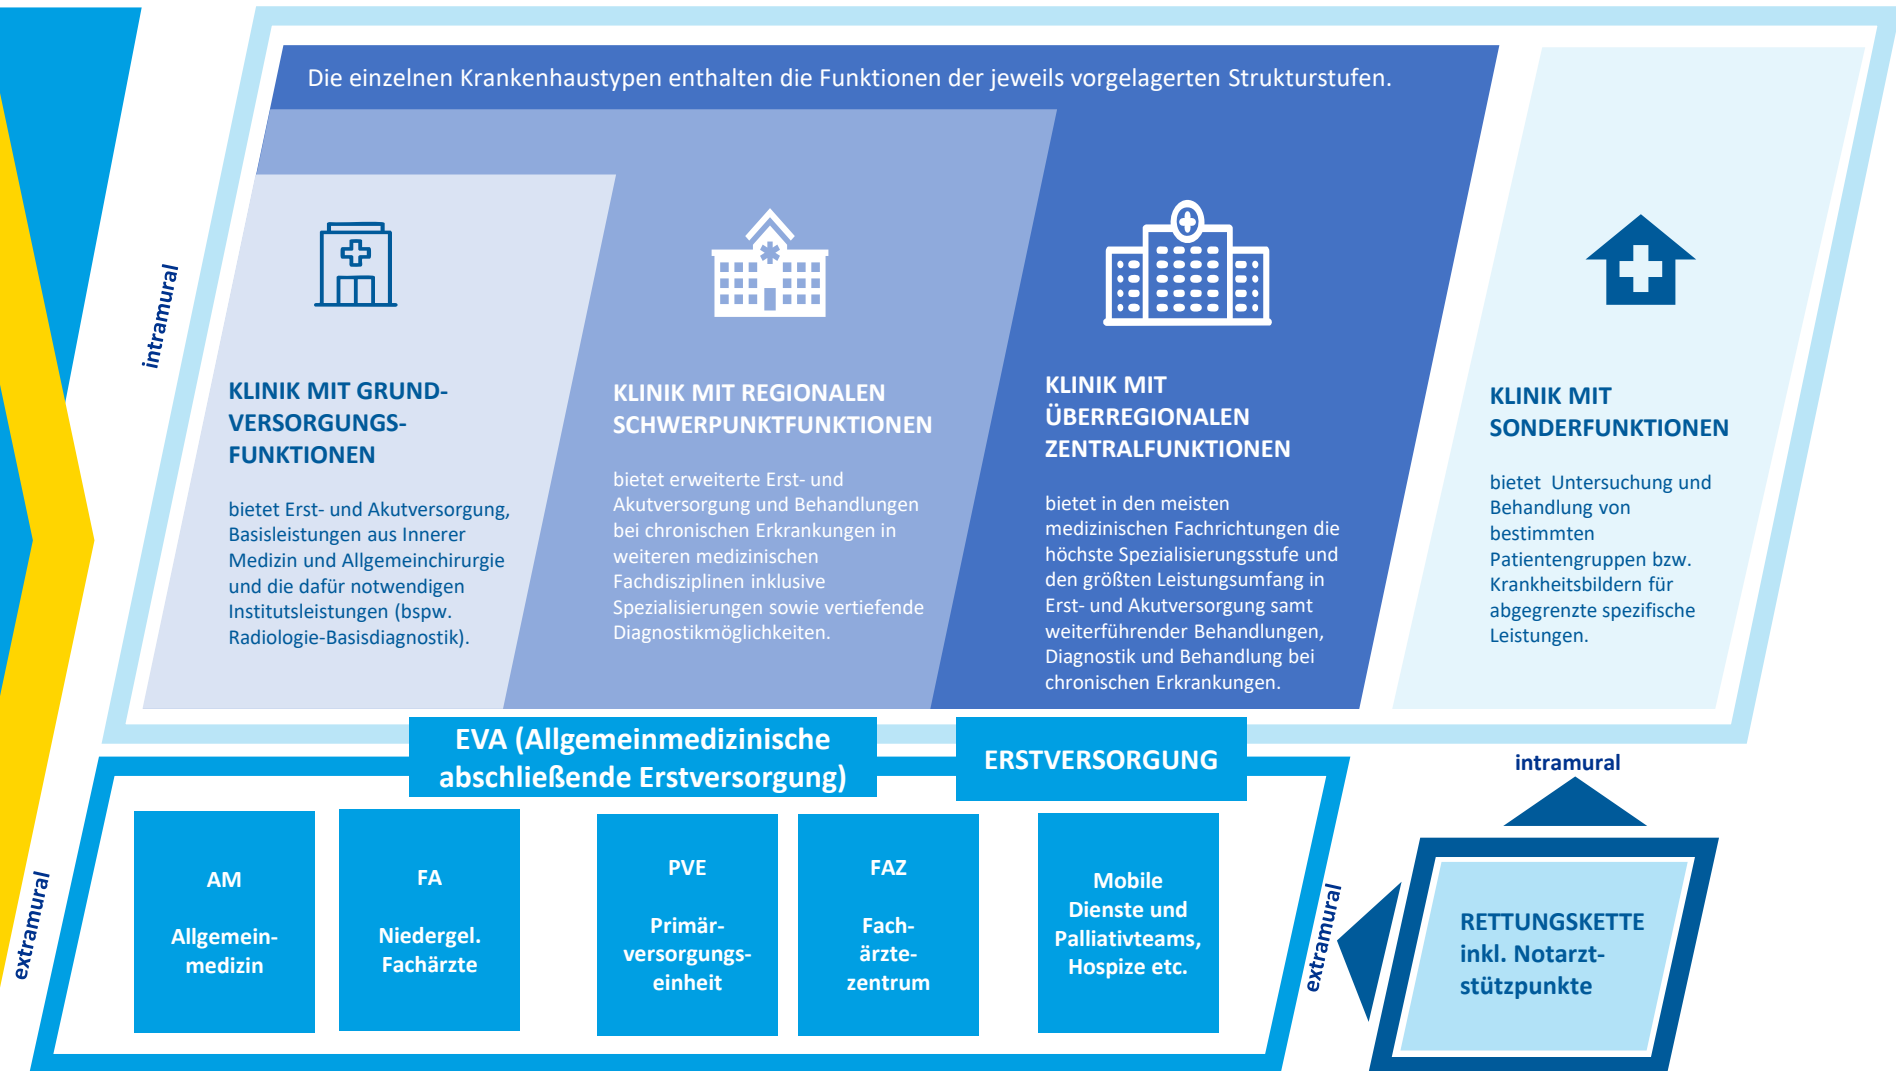 Die einzelnen Krankenhaustypen enthalten die Funktionen der jeweils vorgelagerten Strukturstufen.
intramural
KLINIK MIT GRUND-
VERSORGUNGS-
FUNKTIONEN
bietet Erst- und Akutversorgung,
Basisleistungen aus Innerer
Medizin und Allgemeinchirurgie
und die dafür notwendigen
Institutsleistungen (bspw.
Radiologie-Basisdiagnostik).
KLINIK MIT REGIONALEN
SCHWERPUNKTFUNKTIONEN
bietet erweiterte Erst- und
Akutversorgung und Behandlungen
bei chronischen Erkrankungen in
weiteren medizinischen
Fachdisziplinen inklusive
Spezialisierungen sowie vertiefende
Diagnostikmöglichkeiten.
KLINIK MIT
ÜBERREGIONALEN
ZENTRALFUNKTIONEN
bietet in den meisten
medizinischen Fachrichtungen die
höchste Spezialisierungsstufe und
den größten Leistungsumfang in
Erst- und Akutversorgung samt
weiterführender Behandlungen,
Diagnostik und Behandlung bei
chronischen Erkrankungen.
KLINIK MIT
SONDERFUNKTIONEN
bietet Untersuchung und
Behandlung von
bestimmten
Patientengruppen bzw.
Krankheitsbildern für
abgegrenzte spezifische
Leistungen.
EVA (Allgemeinmedizinische
abschließende Erstversorgung)
ERSTVERSORGUNG
intramural
extramural
AM
Allgemein-
medizin
FA
Niedergel.
Fachärzte
PVE
Primär-
versorgungs-
einheit
FAZ
Fach-
ärzte-
zentrum
Mobile
Dienste und
Palliativteams,
Hospize etc.
extramural
RETTUNGSKETTE
inkl. Notarzt-
stützpunkte